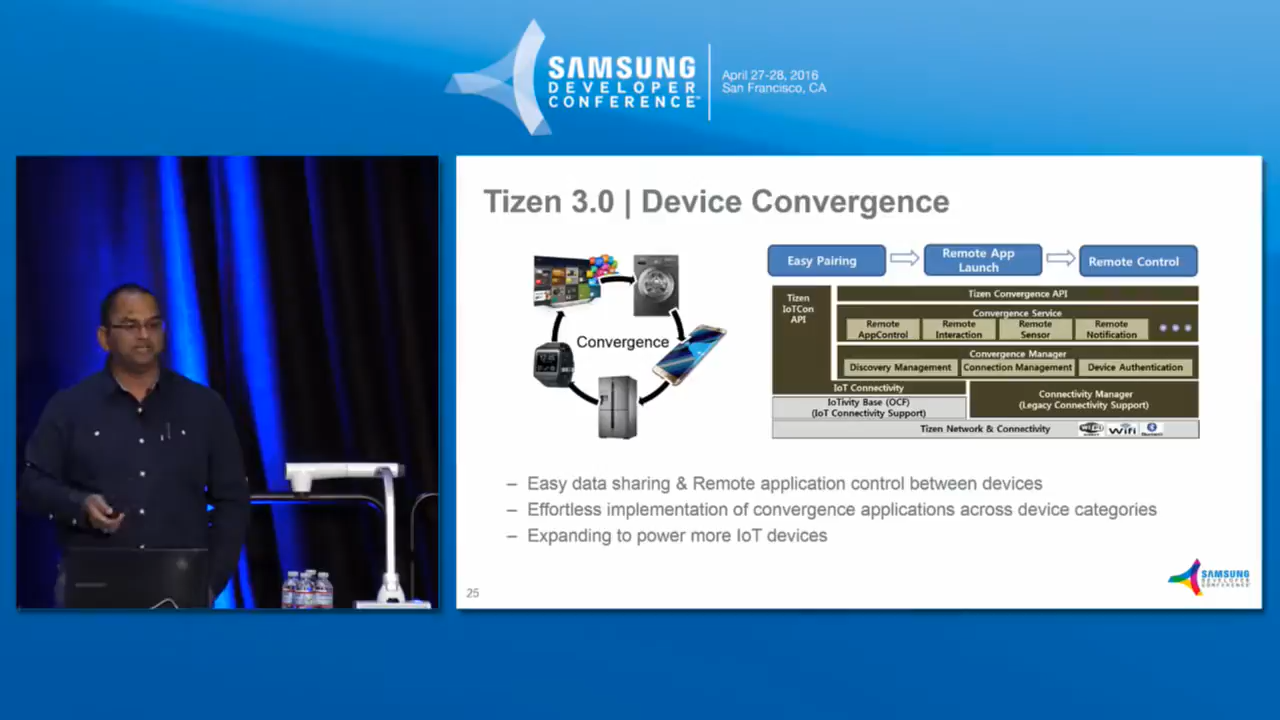 SAMSUNG
DEVELOPER
CONFERENCE™
April 27-28, 2016
San Francisco, CA
Tizen 3.0 | Device Convergence
Convergence
Easy Pairing
Remote App
Launch
Remote Control
Tizen
IoTCon
API
Tizen Convergence API
Convergence Service
Remote
AppControl
Remote
Interaction
Remote
Sensor
Remote
Notification
Convergence Manager
Discovery Management
Connection Management
Device Authentication
IoT Connectivity
IoTivity Base (OCF)
(IoT Connectivity Support)
Connectivity Manager
(Legacy Connectivity Support)
Tizen Network & Connectivity
WiFi
Bluetooth
– Easy data sharing & Remote application control between devices
– Effortless implementation of convergence applications across device categories
– Expanding to power more IoT devices
25
SAMSUNG
DEVELOPER
CONFERENCE